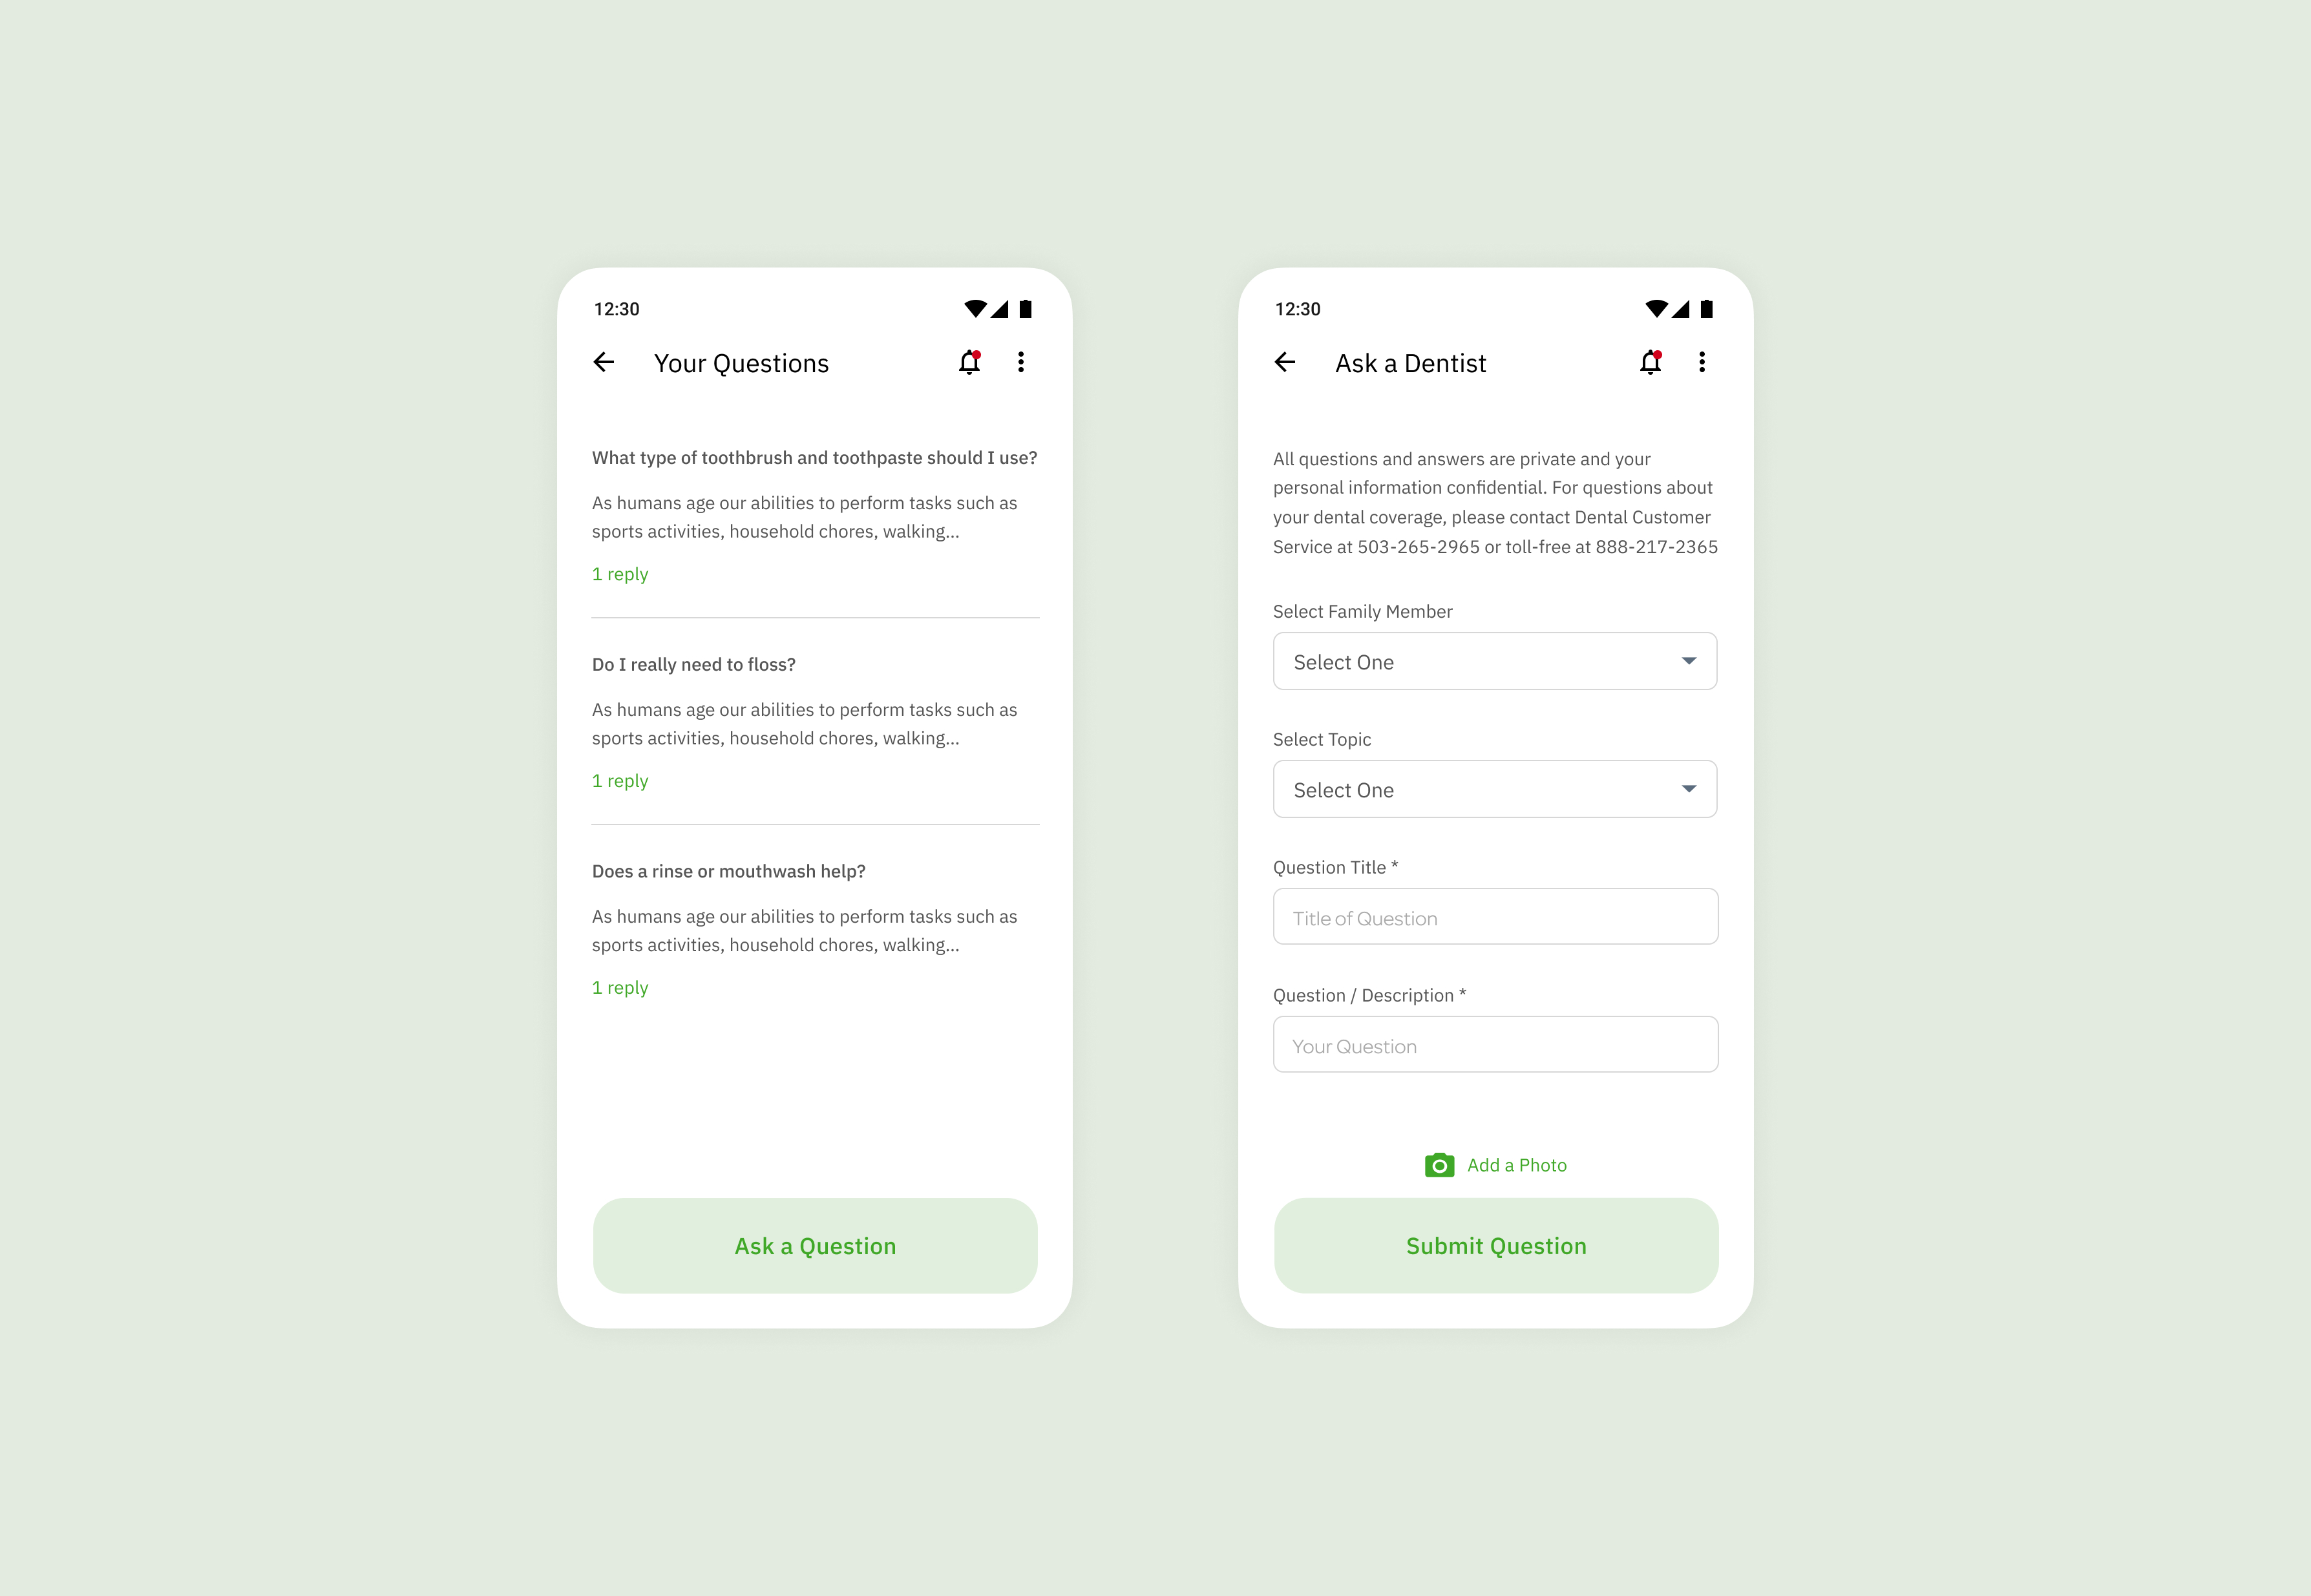 12:30
Your Questions
What type of toothbrush and toothpaste should I use?
As humans age our abilities to perform tasks such as
sports activities, household chores, walking...
1 reply
Do I really need to floss?
As humans age our abilities to perform tasks such as
sports activities, household chores, walking...
1 reply
Does a rinse or mouthwash help?
As humans age our abilities to perform tasks such as
sports activities, household chores, walking...
1 reply
Ask a Question
12:30
Ask a Dentist
All questions and answers are private and your
personal information confidential. For questions about
your dental coverage, please contact Dental Customer
Service at 503-265-2965 or toll-free at 888-217-2365
Select Family Member
Select One
Select Topic
Select One
Question Title *
Title of Question
Question / Description *
Your Question
Add a Photo
Submit Question